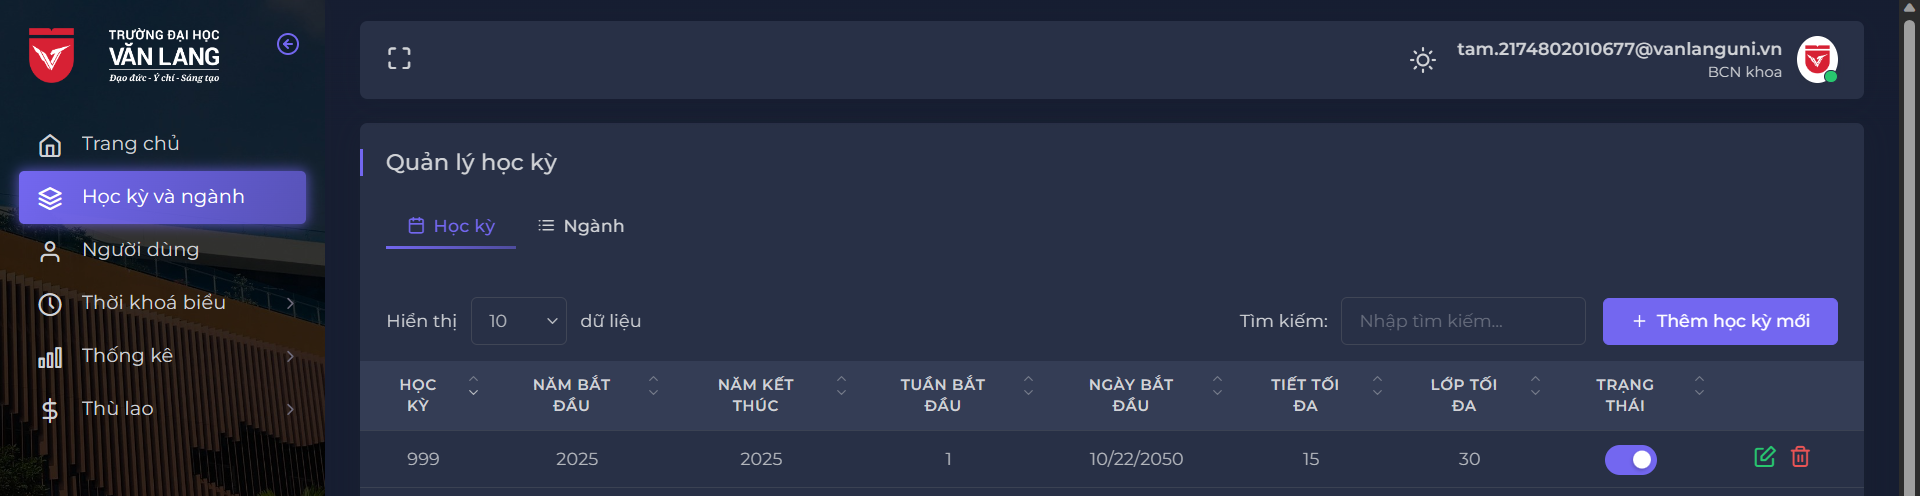 TRƯỜNG ĐẠI HỌC
VĂN LANG
Đạo đức - Ý chí - Sáng tạo
Trang chủ
Học kỳ và ngành
Người dùng
Thời khoá biểu
Thống kê
Thù lao
tam.2174802010677@vanlanguni.vn
BCN khoa
Quản lý học kỳ
Học kỳ Ngành
Hiển thị 10 dữ liệu Tìm kiếm: Nhập tìm kiếm... + Thêm học kỳ mới
HỌC KỲ NĂM BẮT ĐẦU NĂM KẾT THÚC TUẦN BẮT ĐẦU NGÀY BẮT ĐẦU TIẾT TỐI ĐA LỚP TỐI ĐA TRẠNG THÁI
999 2025 2025 1 10/22/2050 15 30